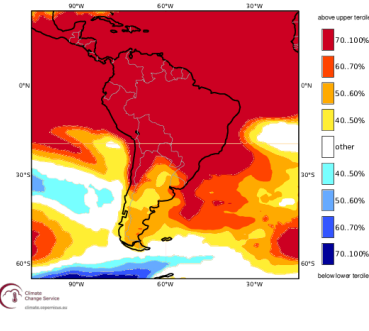 90°W 60°W 30°W
above upper tercile
70..100%
60..70%
50..60%
40..50%
other
40..50%
50..60%
60..70%
70..100%
below lower tercile
0°N 0°N
30°S 30°S
60°S 60°S
90°W 60°W 30°W
Climate
Change Service
climate.copernicus.eu